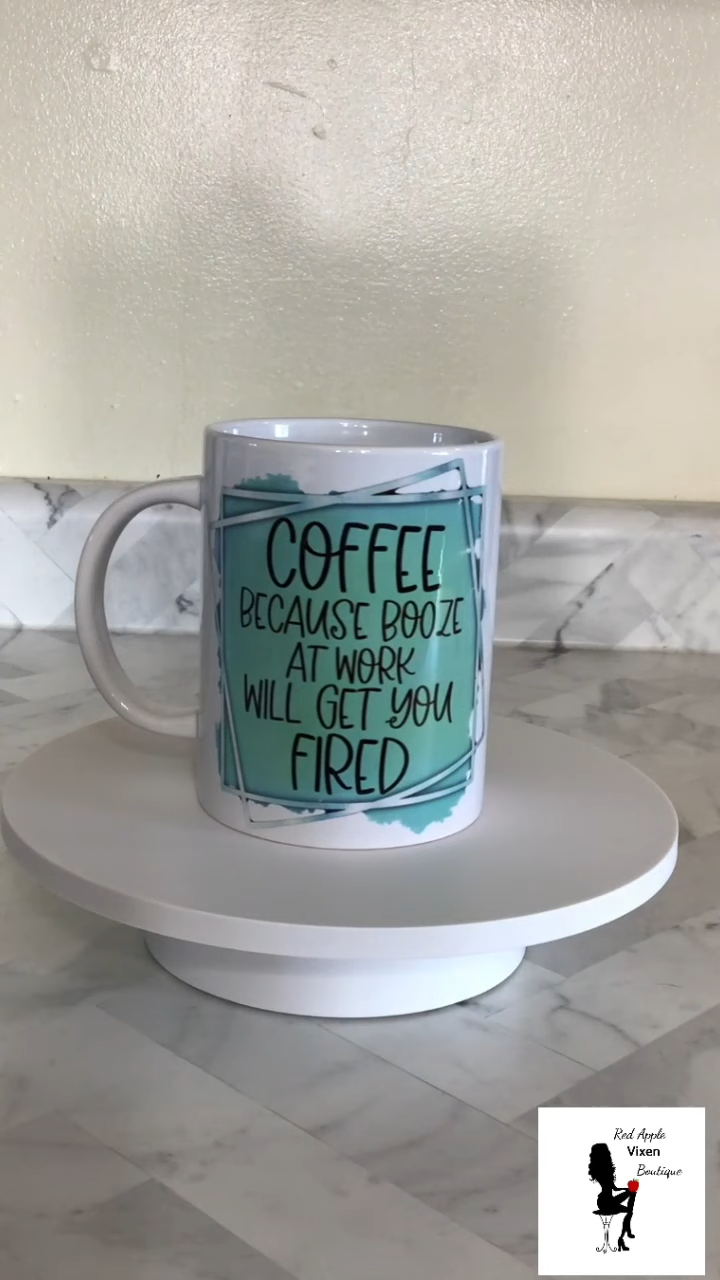 COFFEE
BECAUSE BOOZE
AT WORK
WILL GET YOU
FIRED
Red Apple
Vixen
Boutique